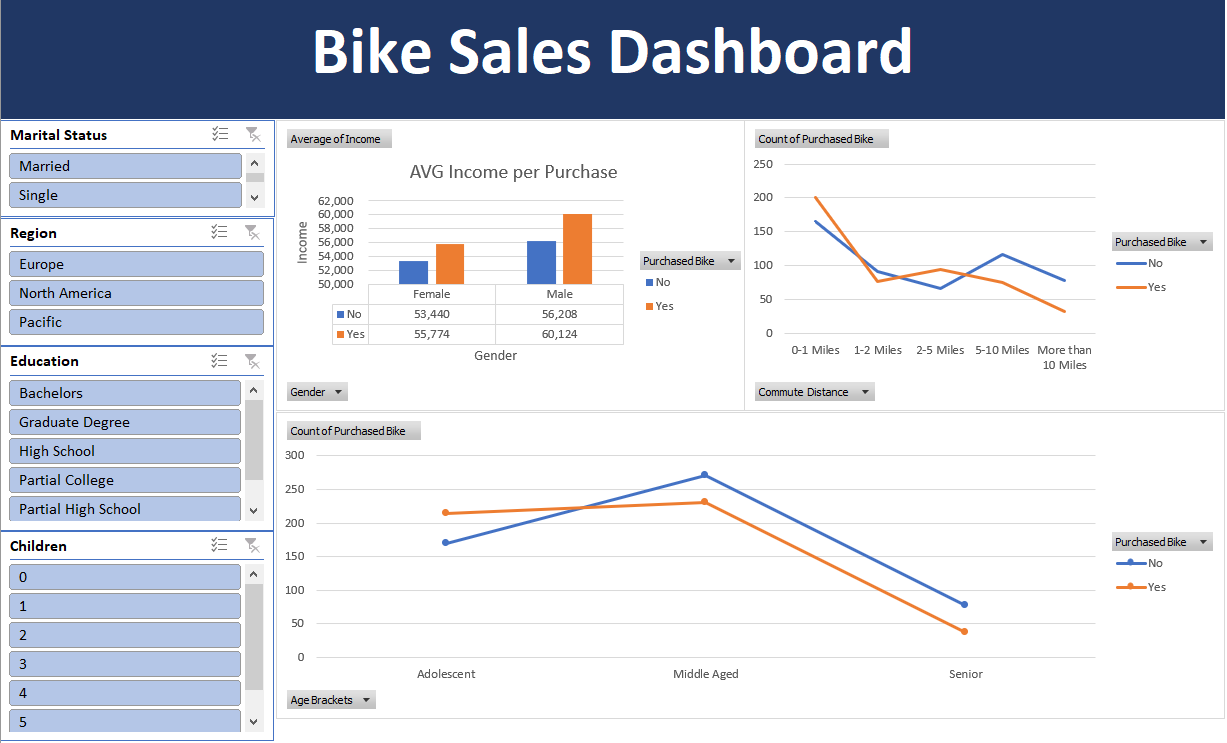 Bike Sales Dashboard
Marital Status
Married
Single
Region
Europe
North America
Pacific
Education
Bachelors
Graduate Degree
High School
Partial College
Partial High School
Children
0
1
2
3
4
5
Average of Income
AVG Income per Purchase
Income
62,000
60,000
58,000
56,000
54,000
52,000
50,000
Female Male
No 53,440 56,208
Yes 55,774 60,124
Gender
Purchased Bike
No
Yes
Gender
Count of Purchased Bike
250
200
150
100
50
0
0-1 Miles 1-2 Miles 2-5 Miles 5-10 Miles More than
10 Miles
Purchased Bike
No
Yes
Commute Distance
Count of Purchased Bike
300
250
200
150
100
50
0
Adolescent Middle Aged Senior
Purchased Bike
No
Yes
Age Brackets